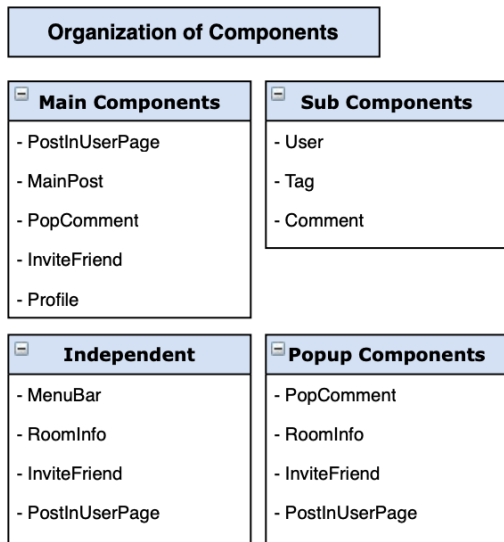 Organization of Components
Main Components
- PostInUserPage
- MainPost
- PopComment
- InviteFriend
- Profile
Sub Components
- User
- Tag
- Comment
Independent
- MenuBar
- RoomInfo
- InviteFriend
- PostInUserPage
Popup Components
- PopComment
- RoomInfo
- InviteFriend
- PostInUserPage